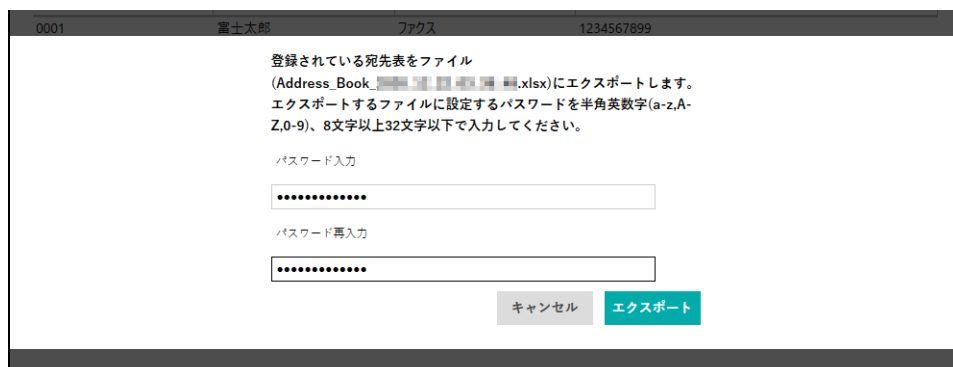 0001 富士太郎 ファクス 1234567899
登録されている宛先表をファイル
(Address_Book_ .xlsx)にエクスポートします。
エクスポートするファイルに設定するパスワードを半角英数字(a-z,A-
Z,0-9)、8文字以上32文字以下で入力してください。
パスワード入力
•••••••••••••
パスワード再入力
•••••••••••••
キャンセル エクスポート